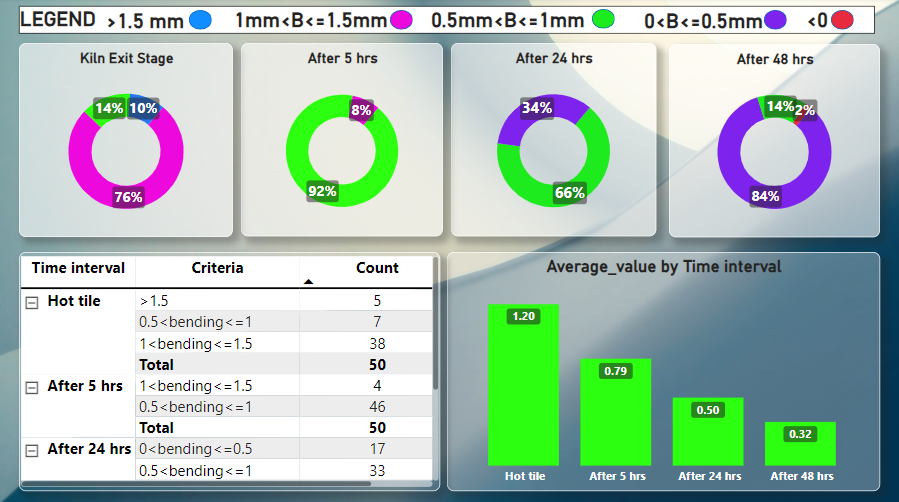 LEGEND >1.5 mm 1mm<B<=1.5mm 0.5mm<B<=1mm 0<B<=0.5mm <0
Kiln Exit Stage
14% 10%
76%
After 5 hrs
8%
92%
After 24 hrs
34%
66%
After 48 hrs
14% 2%
84%
Time interval Criteria Count
Hot tile >1.5 5
0.5<bending<=1 7
1<bending<=1.5 38
Total 50
After 5 hrs 1<bending<=1.5 4
0.5<bending<=1 46
Total 50
After 24 hrs 0<bending<=0.5 17
0.5<bending<=1 33
Average_value by Time interval
1.20
0.79
0.50
0.32
Hot tile After 5 hrs After 24 hrs After 48 hrs